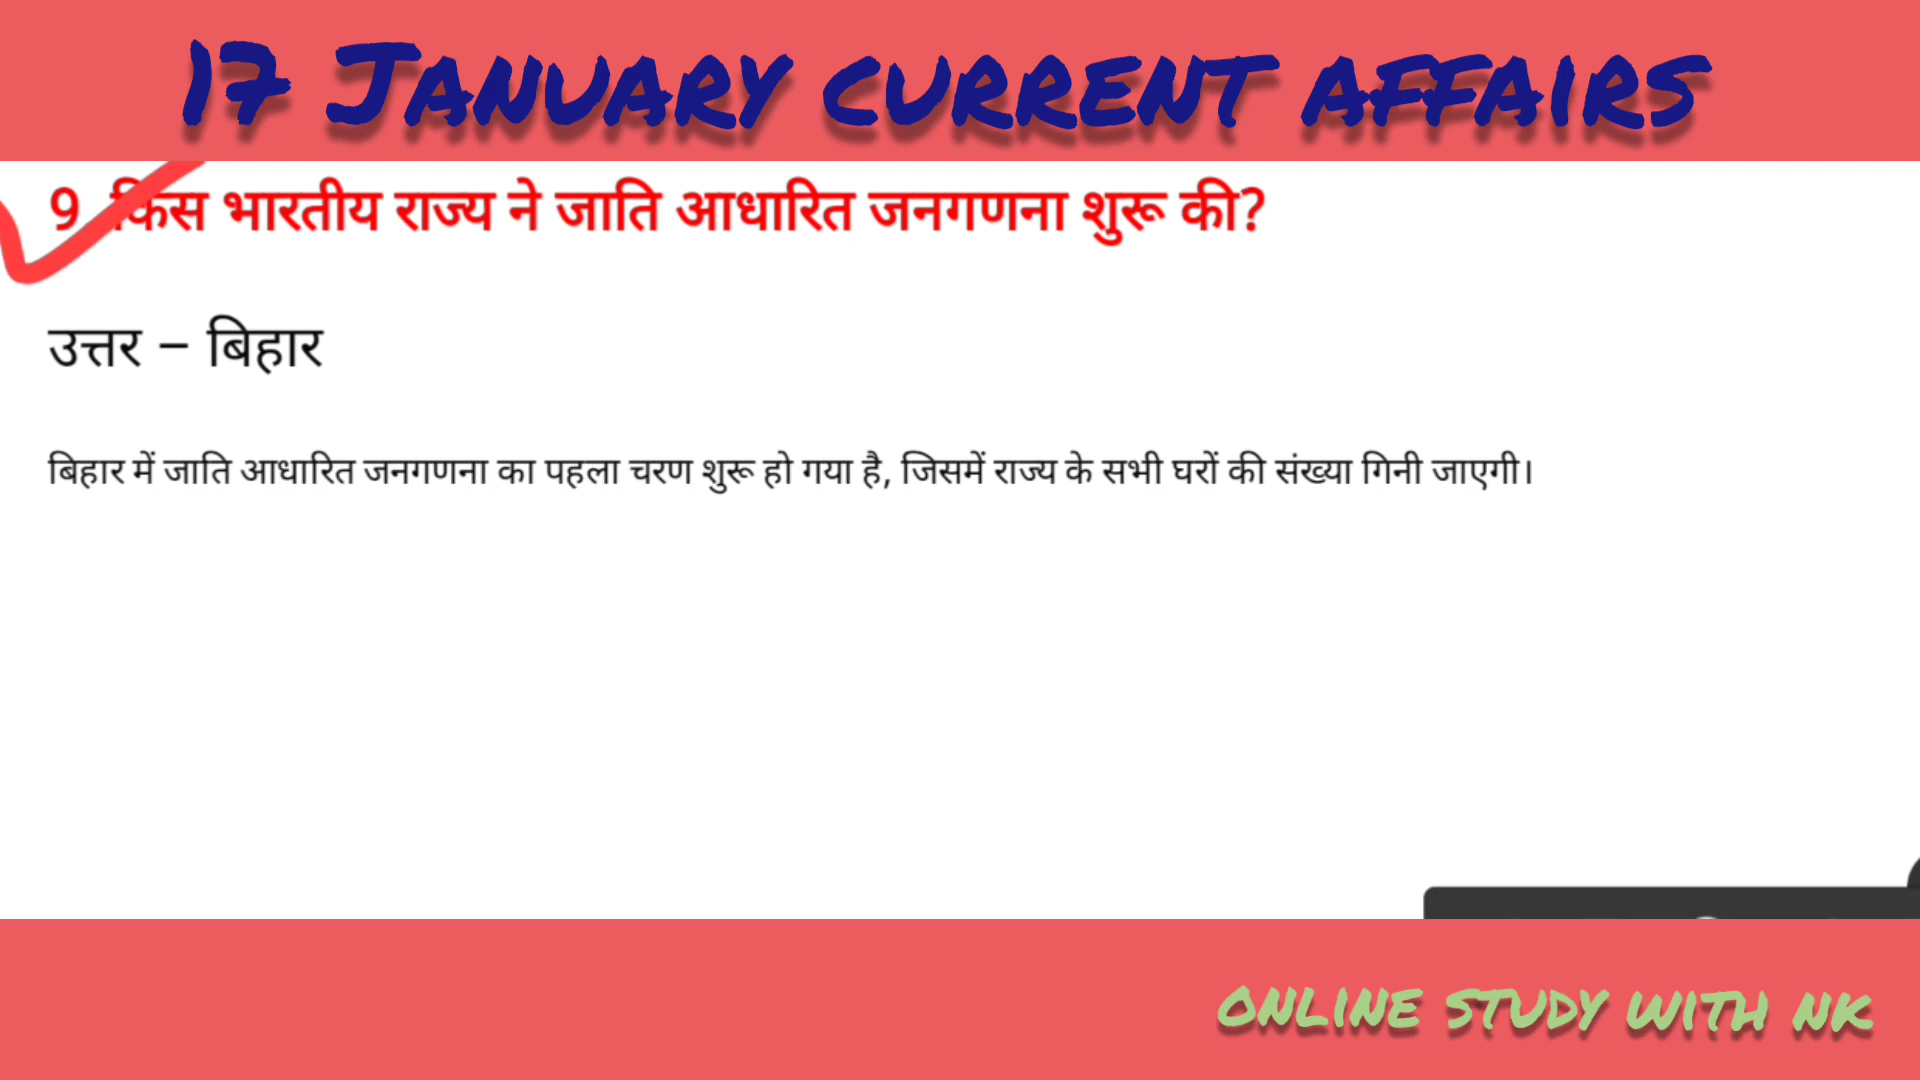 17 January current affairs
9 किस भारतीय राज्य ने जाति आधारित जनगणना शुरू की?
उत्तर – बिहार
बिहार में जाति आधारित जनगणना का पहला चरण शुरू हो गया है, जिसमें राज्य के सभी घरों की संख्या गिनी जाएगी।
online study with nk